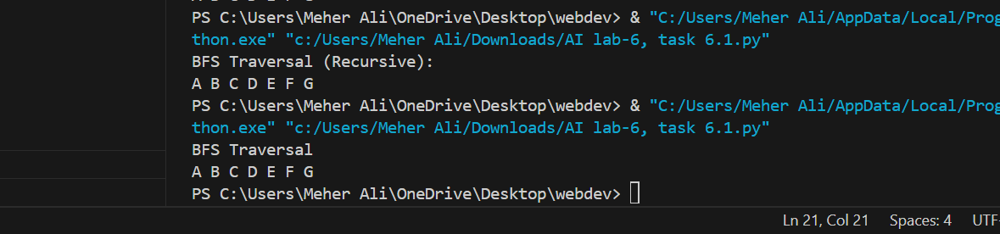 PS C:\Users\Meher Ali\OneDrive\Desktop\webdev> & "C:/Users/Meher Ali/AppData/Local/Prog
thon.exe" "c:/Users/Meher Ali/Downloads/AI lab-6, task 6.1.py"
BFS Traversal (Recursive):
A B C D E F G
PS C:\Users\Meher Ali\OneDrive\Desktop\webdev> & "C:/Users/Meher Ali/AppData/Local/Prog
thon.exe" "c:/Users/Meher Ali/Downloads/AI lab-6, task 6.1.py"
BFS Traversal
A B C D E F G
PS C:\Users\Meher Ali\OneDrive\Desktop\webdev>
Ln 21, Col 21 Spaces: 4 UTF-